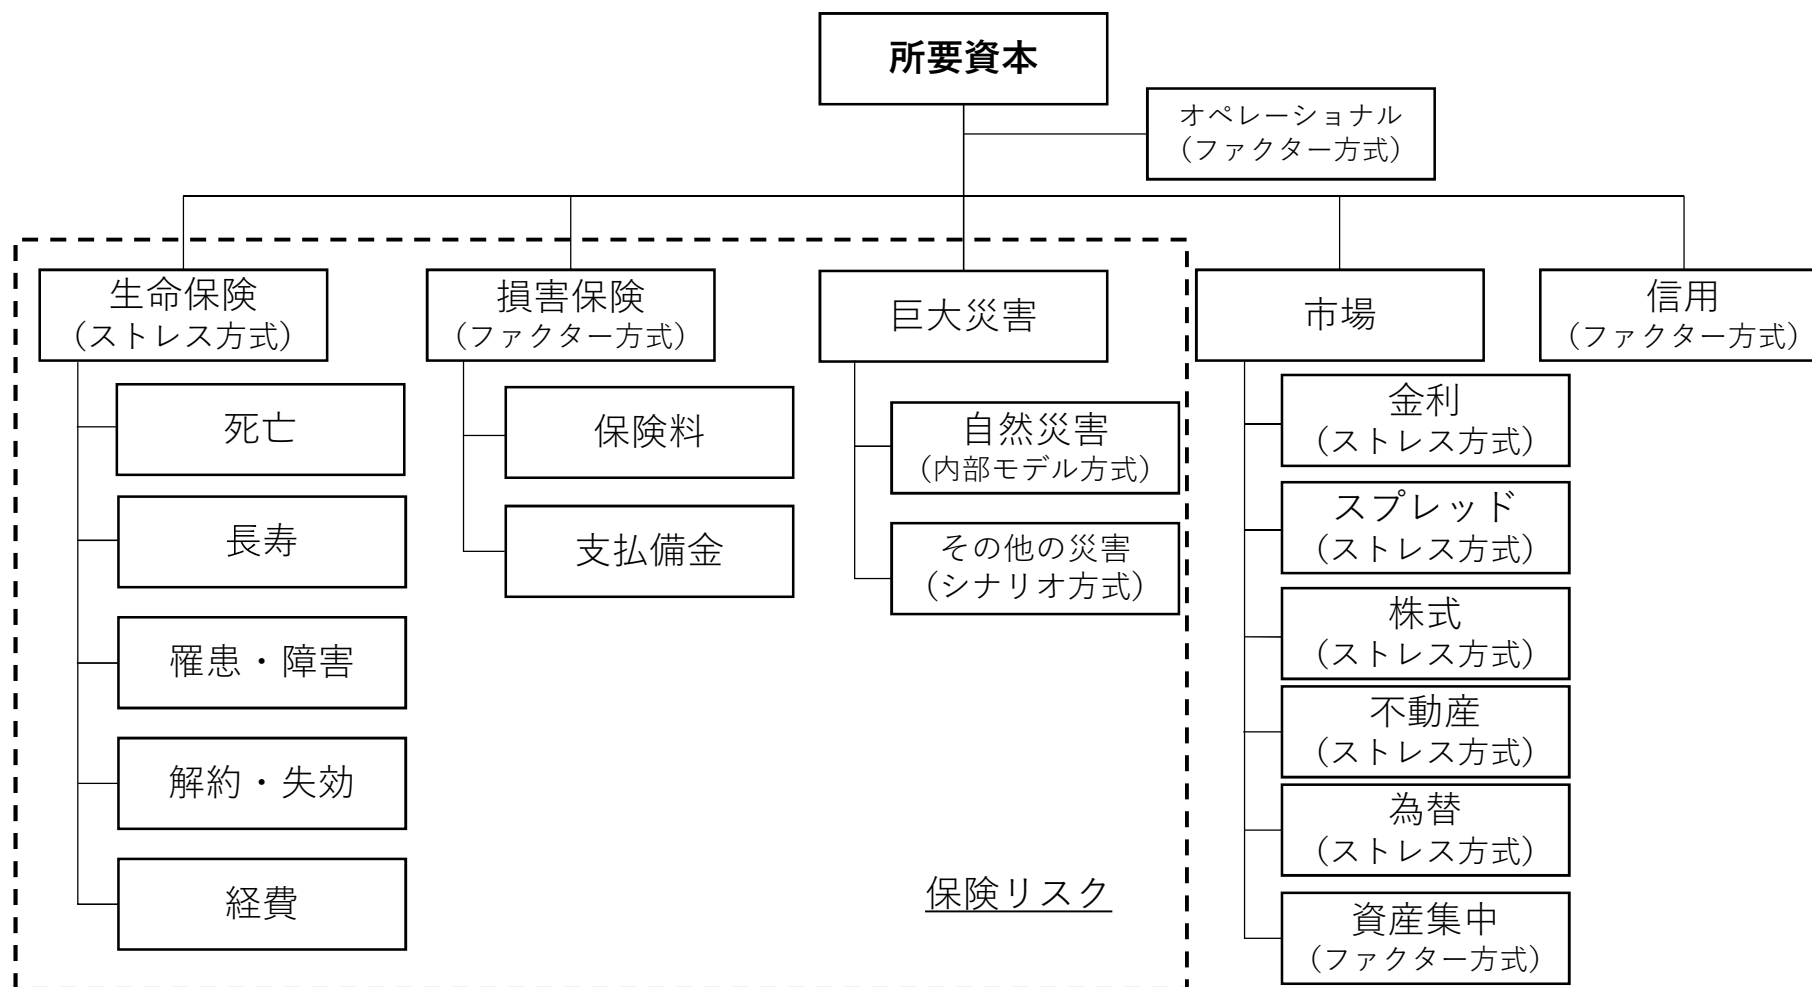 所要資本
オペレーショナル
（ファクター方式）
生命保険
（ストレス方式）
損害保険
（ファクター方式）
巨大災害
市場
信用
（ファクター方式）
死亡
長寿
罹患・障害
解約・失効
経費
保険料
支払備金
自然災害
（内部モデル方式）
その他の災害
（シナリオ方式）
保険リスク
金利
（ストレス方式）
スプレッド
（ストレス方式）
株式
（ストレス方式）
不動産
（ストレス方式）
為替
（ストレス方式）
資産集中
（ファクター方式）